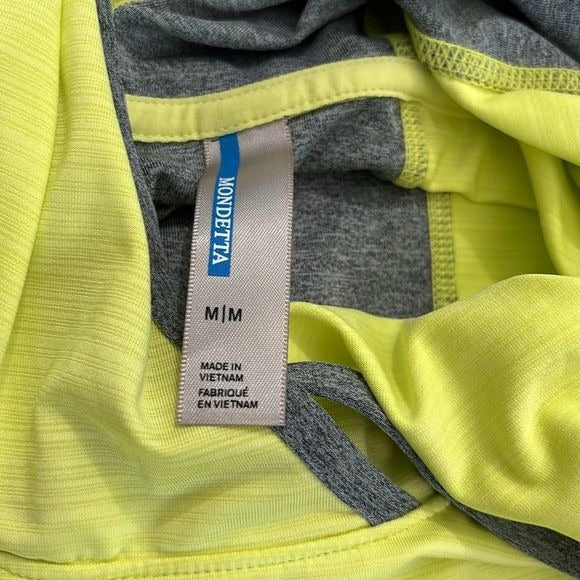 MONDETTA
M|M
MADE IN
VIETNAM
FABRIQUÉ
EN VIETNAM